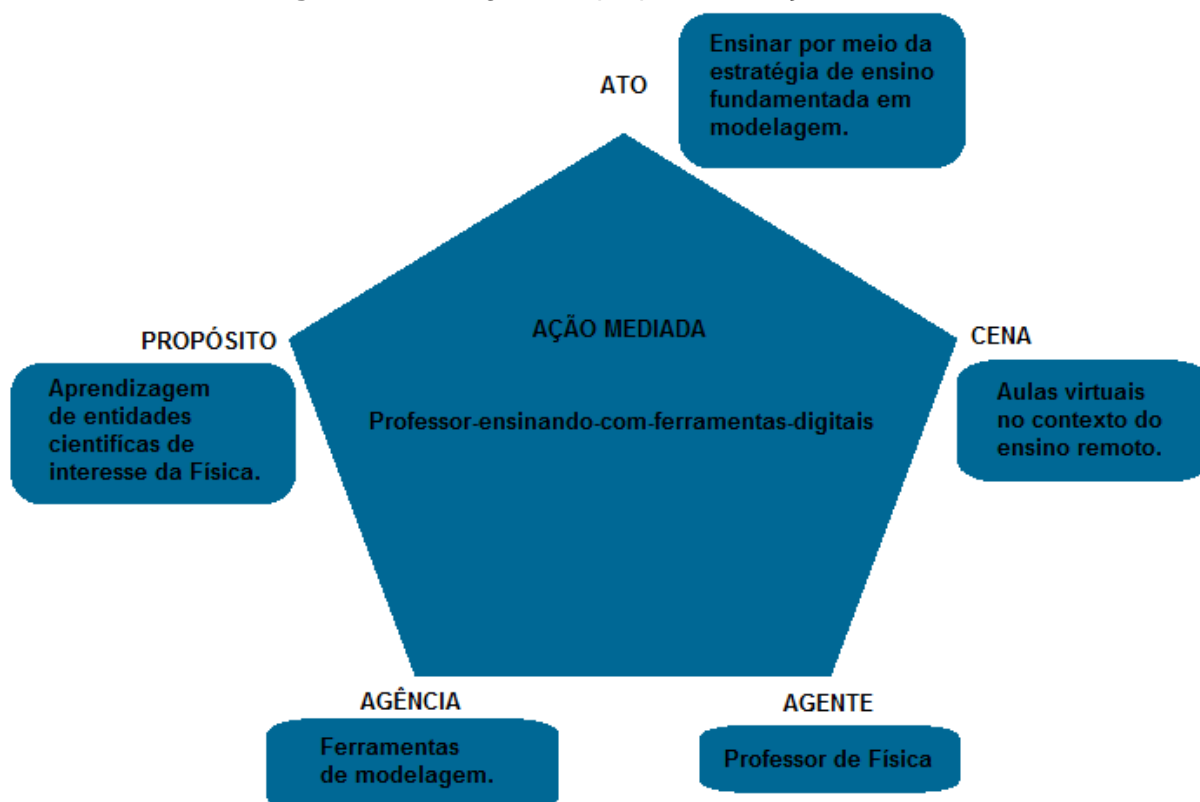 Ensinar por meio da
estratégia de ensino
fundamentada em
modelagem.
ATO
AÇÃO MEDIADA
PROPÓSITO
CENA
Aprendizagem
de entidades
cientifícas de
interesse da Física.
Professor-ensinando-com-ferramentas-digitais
Aulas virtuais
no contexto do
ensino remoto.
AGÊNCIA
AGENTE
Ferramentas
de modelagem.
Professor de Física